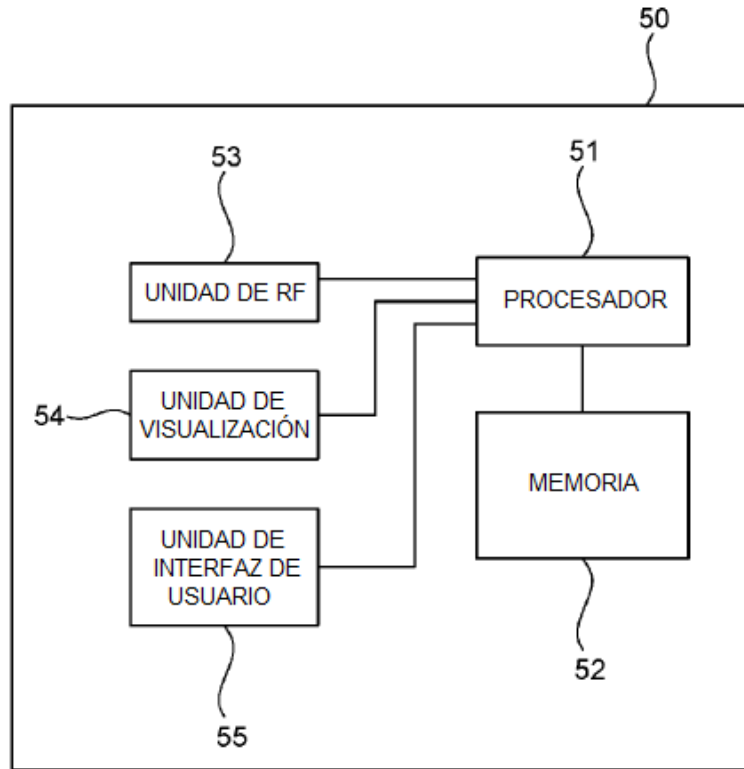 50
53
51
UNIDAD DE RF
PROCESADOR
54
UNIDAD DE
VISUALIZACIÓN
MEMORIA
UNIDAD DE
INTERFAZ DE
USUARIO
52
55